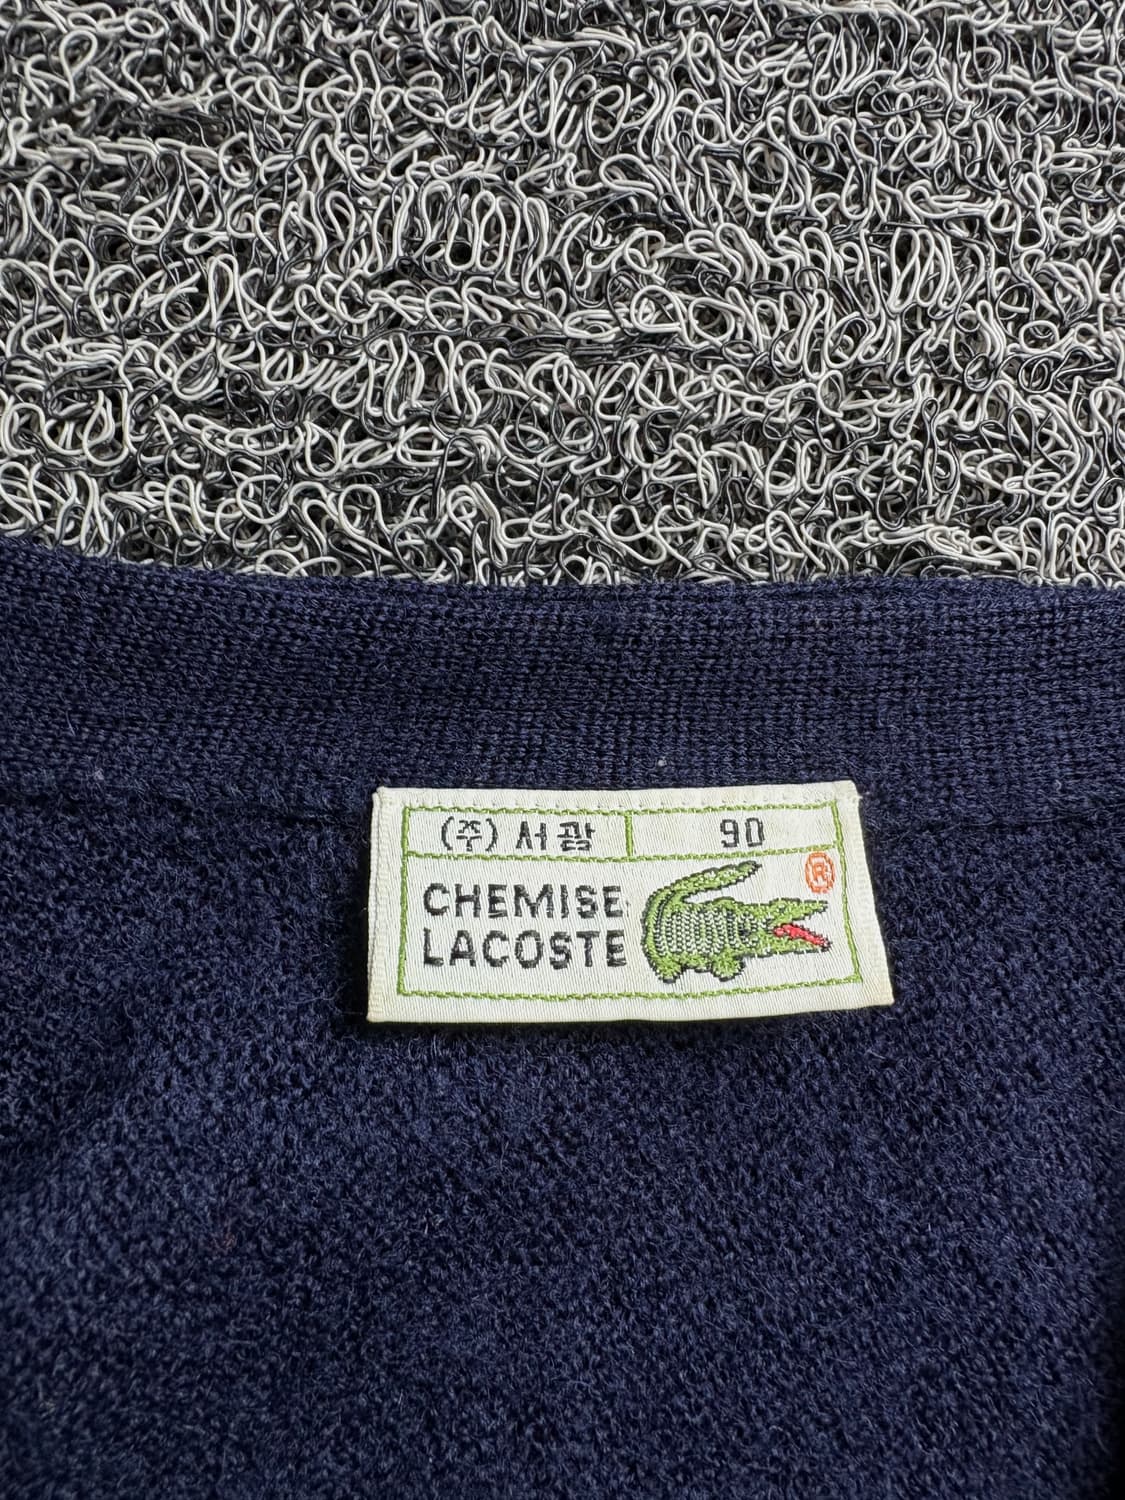 (주) 서광 90
CHEMISE ®
LACOSTE